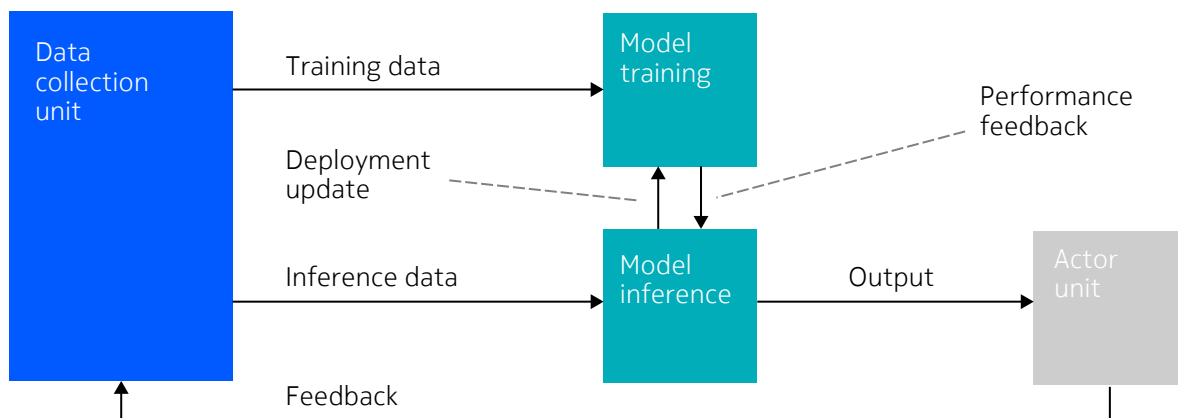 Data
collection
unit
Training data
Model
training
Performance
feedback
Deployment
update
Inference data
Model
inference
Output
Actor
unit
Feedback